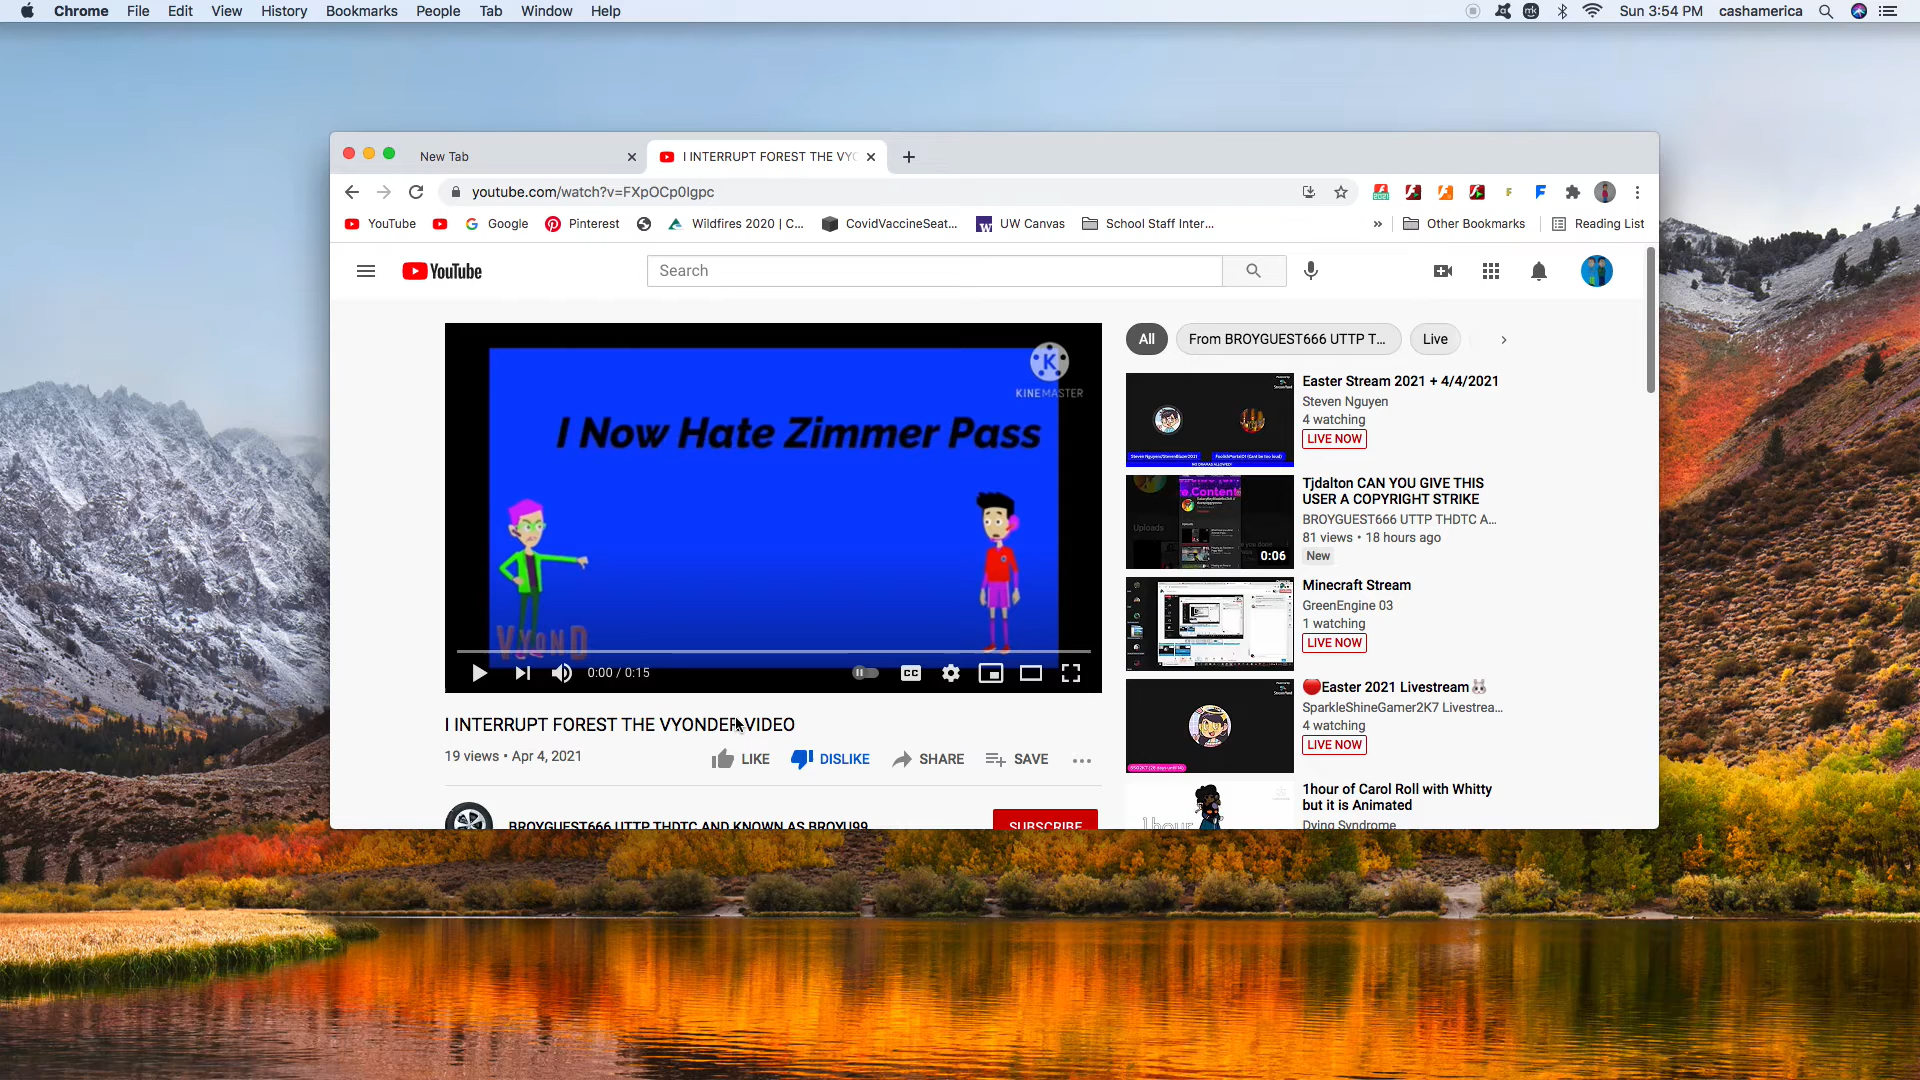 Chrome File Edit View History Bookmarks People Tab Window Help
Sun 3:54 PM cashamerica
New Tab
I INTERRUPT FOREST THE VYO
youtube.com/watch?v=FXpOCp0lgpc
YouTube Google Pinterest Wildfires 2020 | C... CovidVaccineSeat... UW Canvas School Staff Inter... » Other Bookmarks Reading List
YouTube
Search
KINEMASTER
I Now Hate Zimmer Pass
VYOND
0:00 / 0:15
CC
I INTERRUPT FOREST THE VYONDER VIDEO
19 views • Apr 4, 2021
LIKE DISLIKE SHARE SAVE
BROYGUEST666 UTTP THDTC AND KNOWN AS BROYU99
SUBSCRIBE
All From BROYGUEST666 UTTP T... Live
Easter Stream 2021 + 4/4/2021
Steven Nguyen
4 watching
LIVE NOW
Tjdalton CAN YOU GIVE THIS
USER A COPYRIGHT STRIKE
BROYGUEST666 UTTP THDTC A...
81 views • 18 hours ago
New
Uploads
0:06
Minecraft Stream
GreenEngine 03
1 watching
LIVE NOW
🔴Easter 2021 Livestream🐰
SparkleShineGamer2K7 Livestrea...
4 watching
LIVE NOW
1hour of Carol Roll with Whitty
but it is Animated
Dying Syndrome
1hour